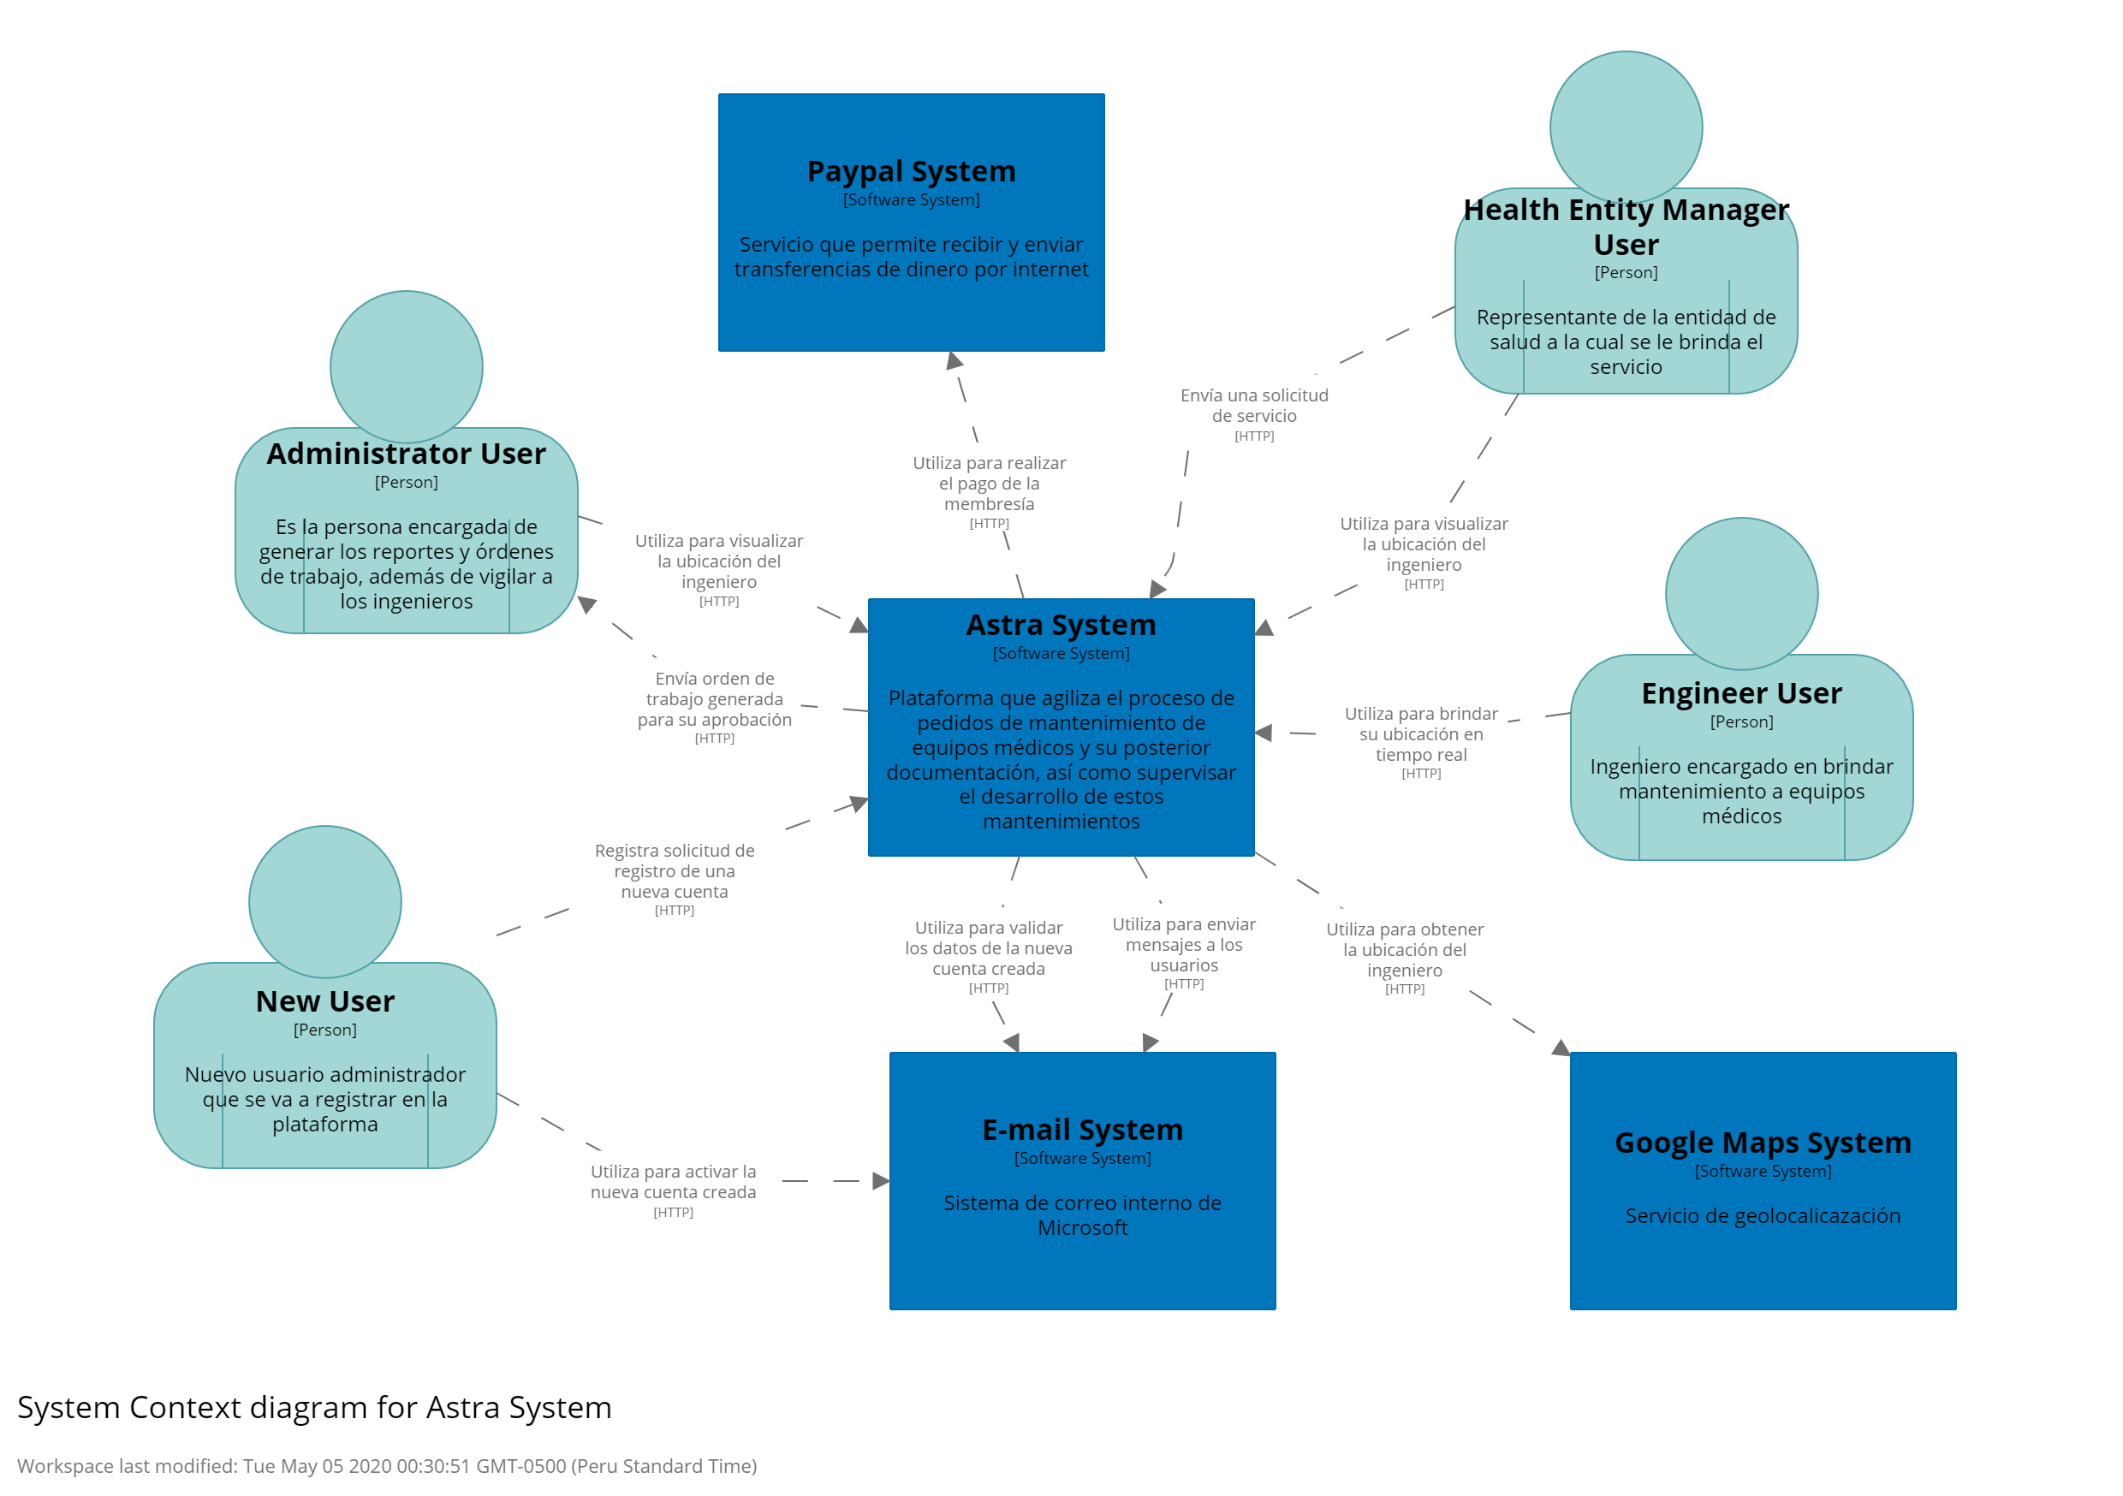 Paypal System
[Software System]
Servicio que permite recibir y enviar
transferencias de dinero por internet
Health Entity Manager
User
[Person]
Representante de la entidad de
salud a la cual se le brinda el
servicio
Administrator User
[Person]
Es la persona encargada de
generar los reportes y órdenes
de trabajo, además de vigilar a
los ingenieros
Envía una solicitud
de servicio
[HTTP]
Utiliza para realizar
el pago de la
membresía
[HTTP]
Utiliza para visualizar
la ubicación del
ingeniero
[HTTP]
Utiliza para visualizar
la ubicación del
ingeniero
[HTTP]
Astra System
[Software System]
Plataforma que agiliza el proceso de
pedidos de mantenimiento de
equipos médicos y su posterior
documentación, así como supervisar
el desarrollo de estos
mantenimientos
Envía orden de
trabajo generada
para su aprobación
[HTTP]
Utiliza para brindar
su ubicación en
tiempo real
[HTTP]
Engineer User
[Person]
Ingeniero encargado en brindar
mantenimiento a equipos
médicos
Registra solicitud de
registro de una
nueva cuenta
[HTTP]
Utiliza para validar
los datos de la nueva
cuenta creada
[HTTP]
Utiliza para enviar
mensajes a los
usuarios
[HTTP]
Utiliza para obtener
la ubicación del
ingeniero
[HTTP]
New User
[Person]
Nuevo usuario administrador
que se va a registrar en la
plataforma
Utiliza para activar la
nueva cuenta creada
[HTTP]
E-mail System
[Software System]
Sistema de correo interno de
Microsoft
Google Maps System
[Software System]
Servicio de geolocalicazación
System Context diagram for Astra System
Workspace last modified: Tue May 05 2020 00:30:51 GMT-0500 (Peru Standard Time)